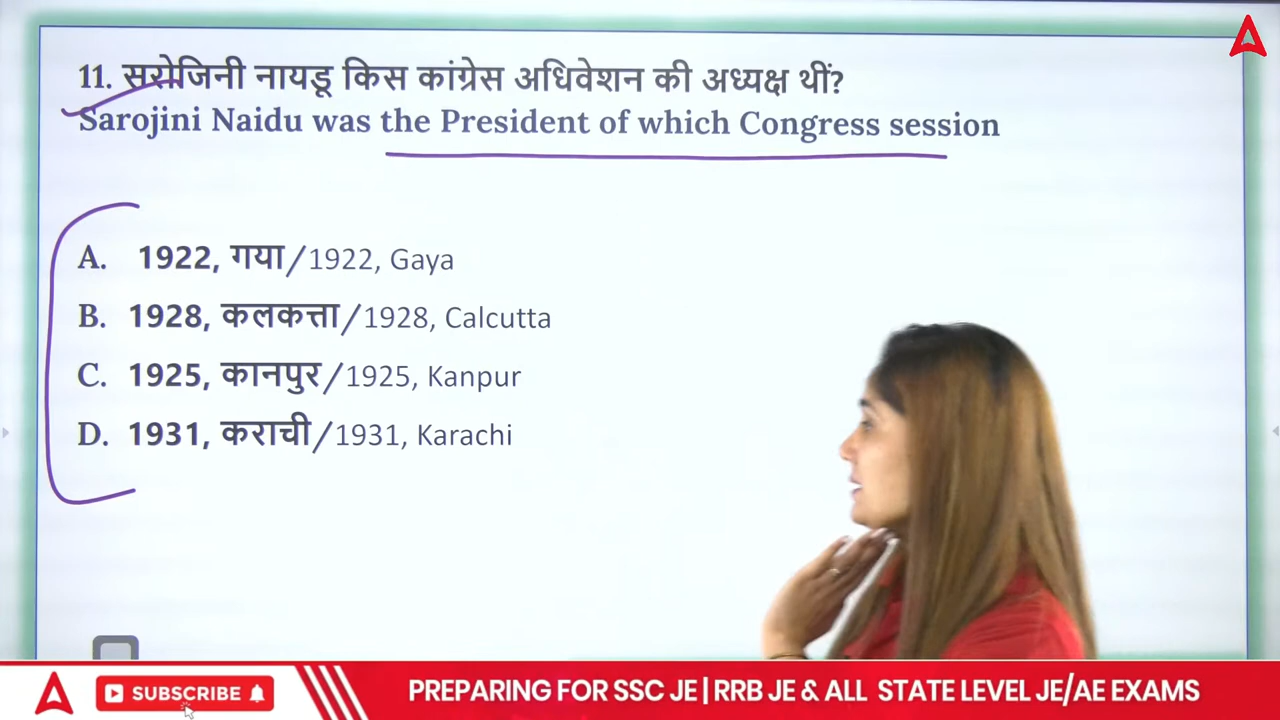 11. सरोजिनी नायडू किस कांग्रेस अधिवेशन की अध्यक्ष थीं?
Sarojini Naidu was the President of which Congress session
A. 1922, गया/1922, Gaya
B. 1928, कलकत्ता/1928, Calcutta
C. 1925, कानपुर/1925, Kanpur
D. 1931, कराची/1931, Karachi
SUBSCRIBE
PREPARING FOR SSC JE | RRB JE & ALL STATE LEVEL JE/AE EXAMS